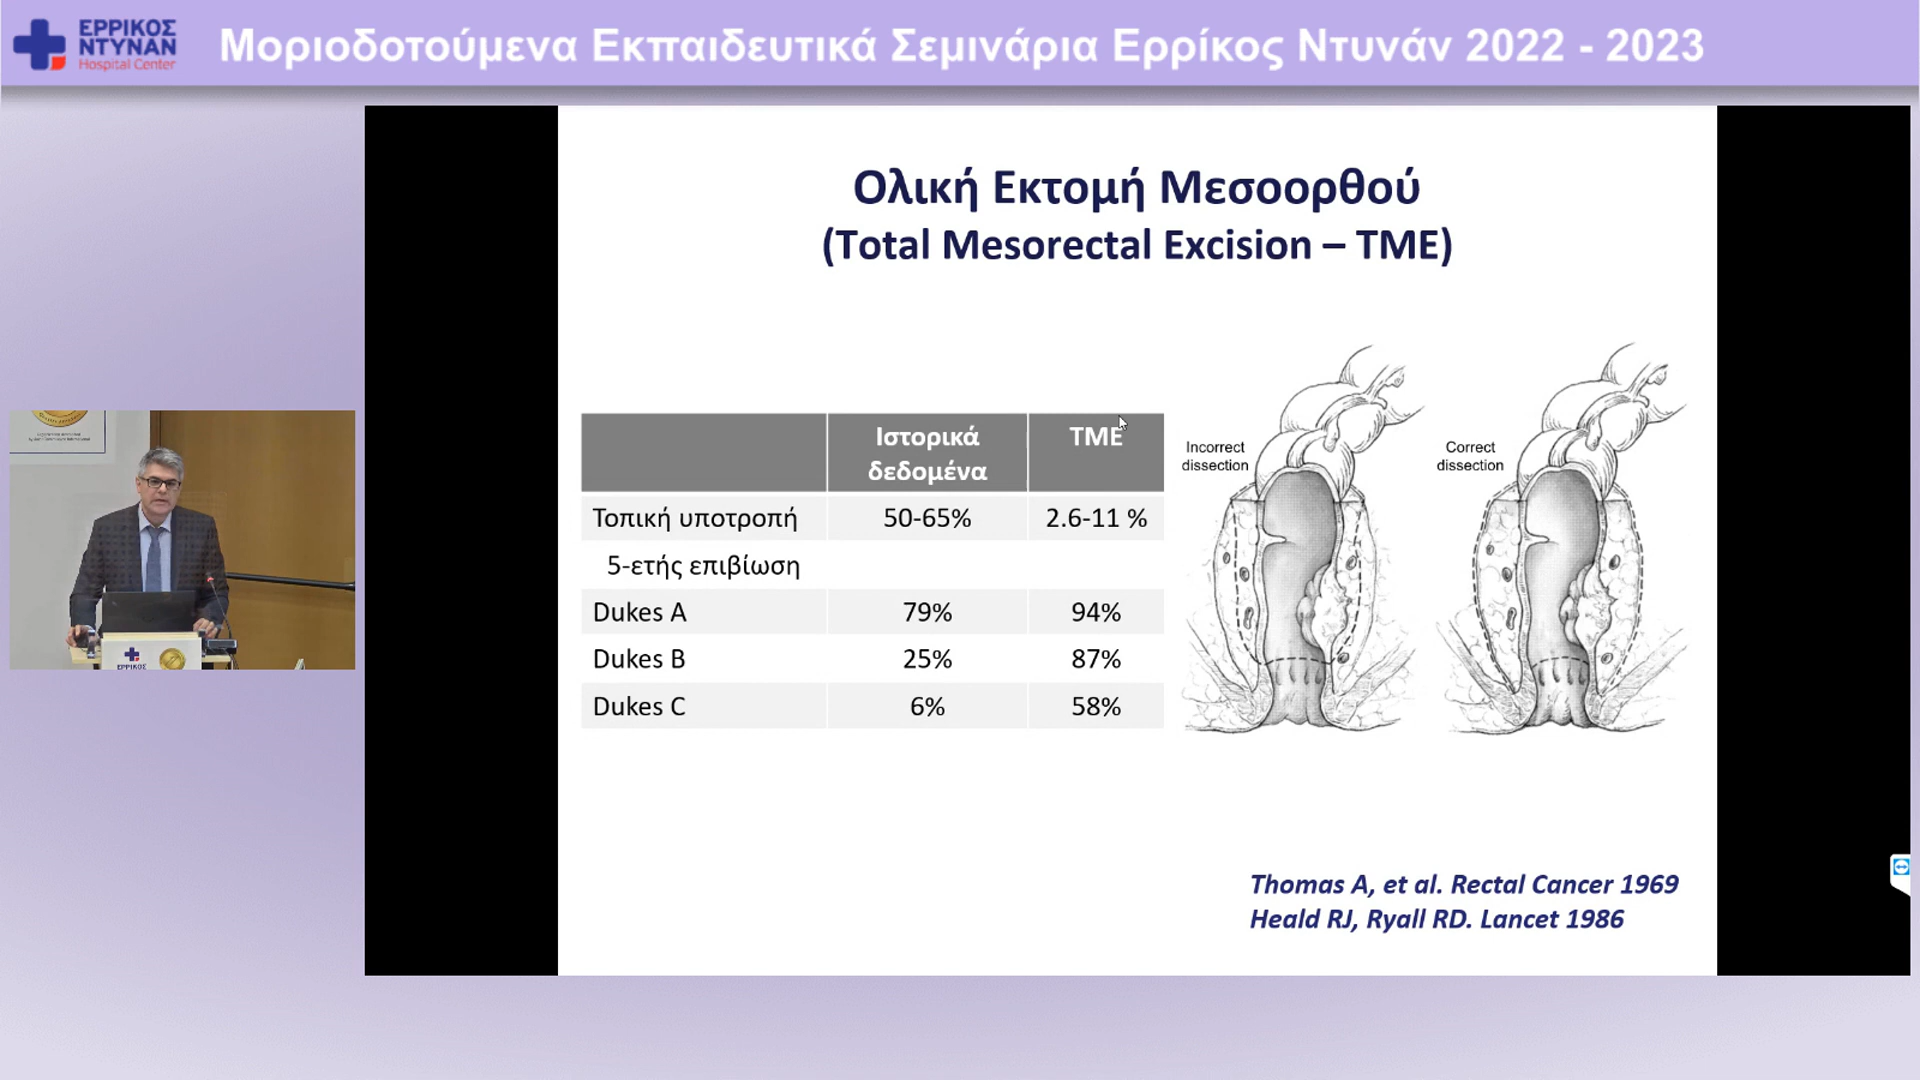 ΕΡΡΙΚΟΣ
ΝΤΥΝΑΝ
Hospital Center
Μοριοδοτούμενα Εκπαιδευτικά Σεμινάρια Ερρίκος Ντυνάν 2022 - 2023
Ολική Εκτομή Μεσοορθού
(Total Mesorectal Excision – TME)
Ιστορικά δεδομένα TME
Τοπική υποτροπή 50-65% 2.6-11 %
5-ετής επιβίωση
Dukes A 79% 94%
Dukes B 25% 87%
Dukes C 6% 58%
Incorrect
dissection
Correct
dissection
Thomas A, et al. Rectal Cancer 1969
Heald RJ, Ryall RD. Lancet 1986
ΕΡΡΙΚΟΣ